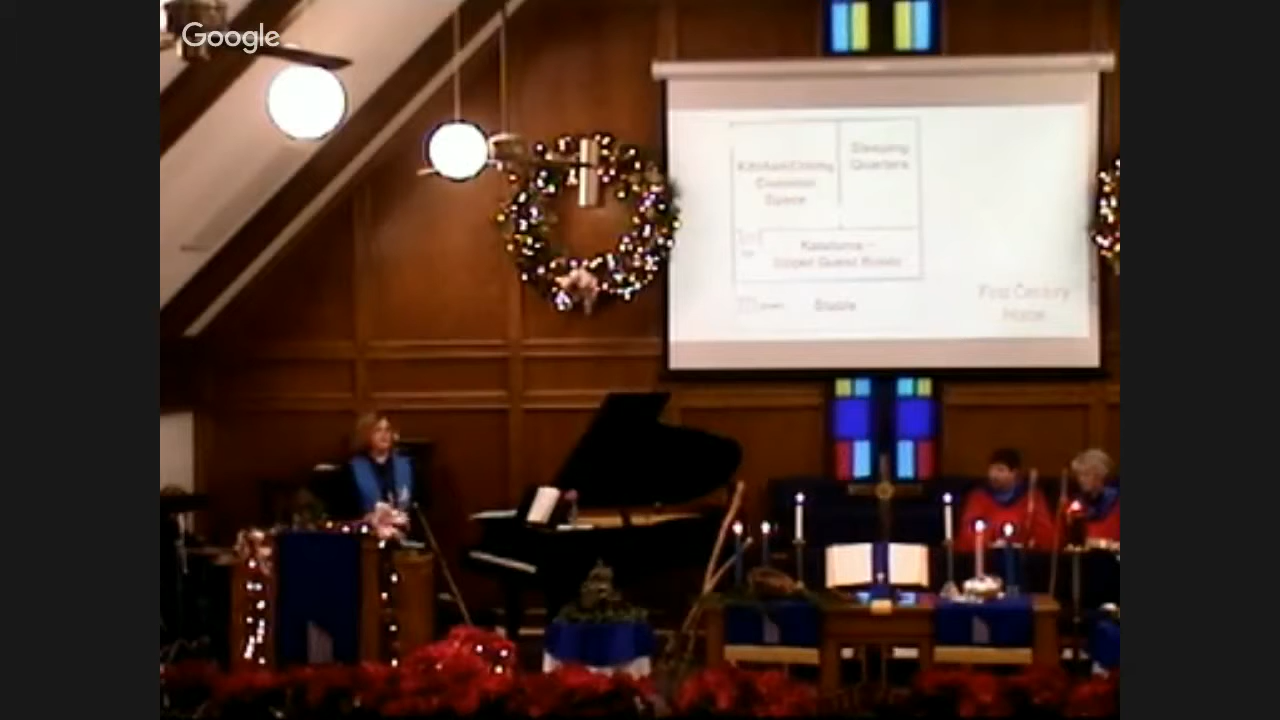 Google
Sleeping
Quarters
Kitchen/Dining
Common
Space
Kataluma -
Upper Guest Room
Stable
First Century
Home